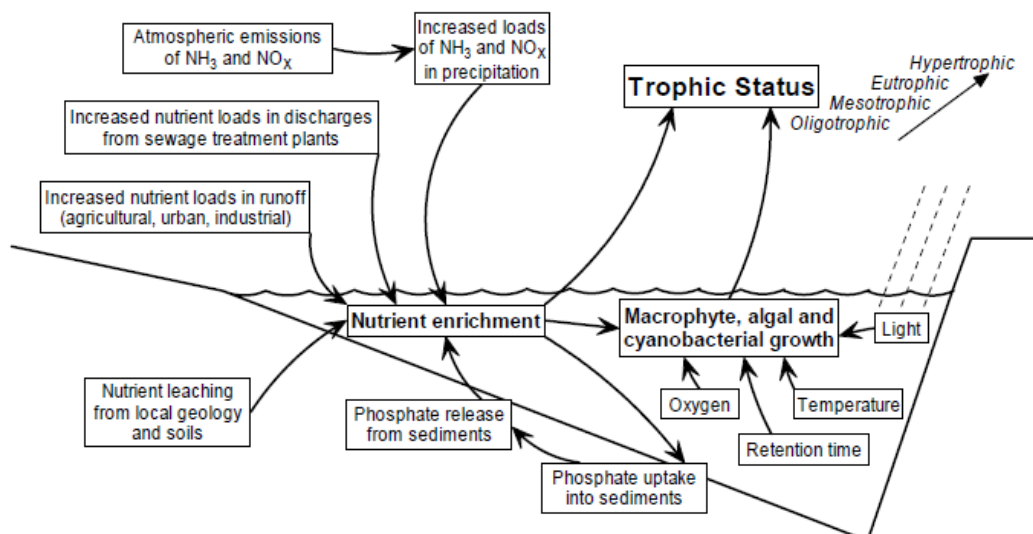 Atmospheric emissions
of NH₃ and NOₓ
Increased loads
of NH₃ and NOₓ
in precipitation
Hypertrophic
Eutrophic
Mesotrophic
Oligotrophic
Trophic Status
Increased nutrient loads in discharges
from sewage treatment plants
Increased nutrient loads in runoff
(agricultural, urban, industrial)
Nutrient enrichment
Macrophyte, algal and
cyanobacterial growth
Light
Nutrient leaching
from local geology
and soils
Phosphate release
from sediments
Oxygen
Temperature
Retention time
Phosphate uptake
into sediments